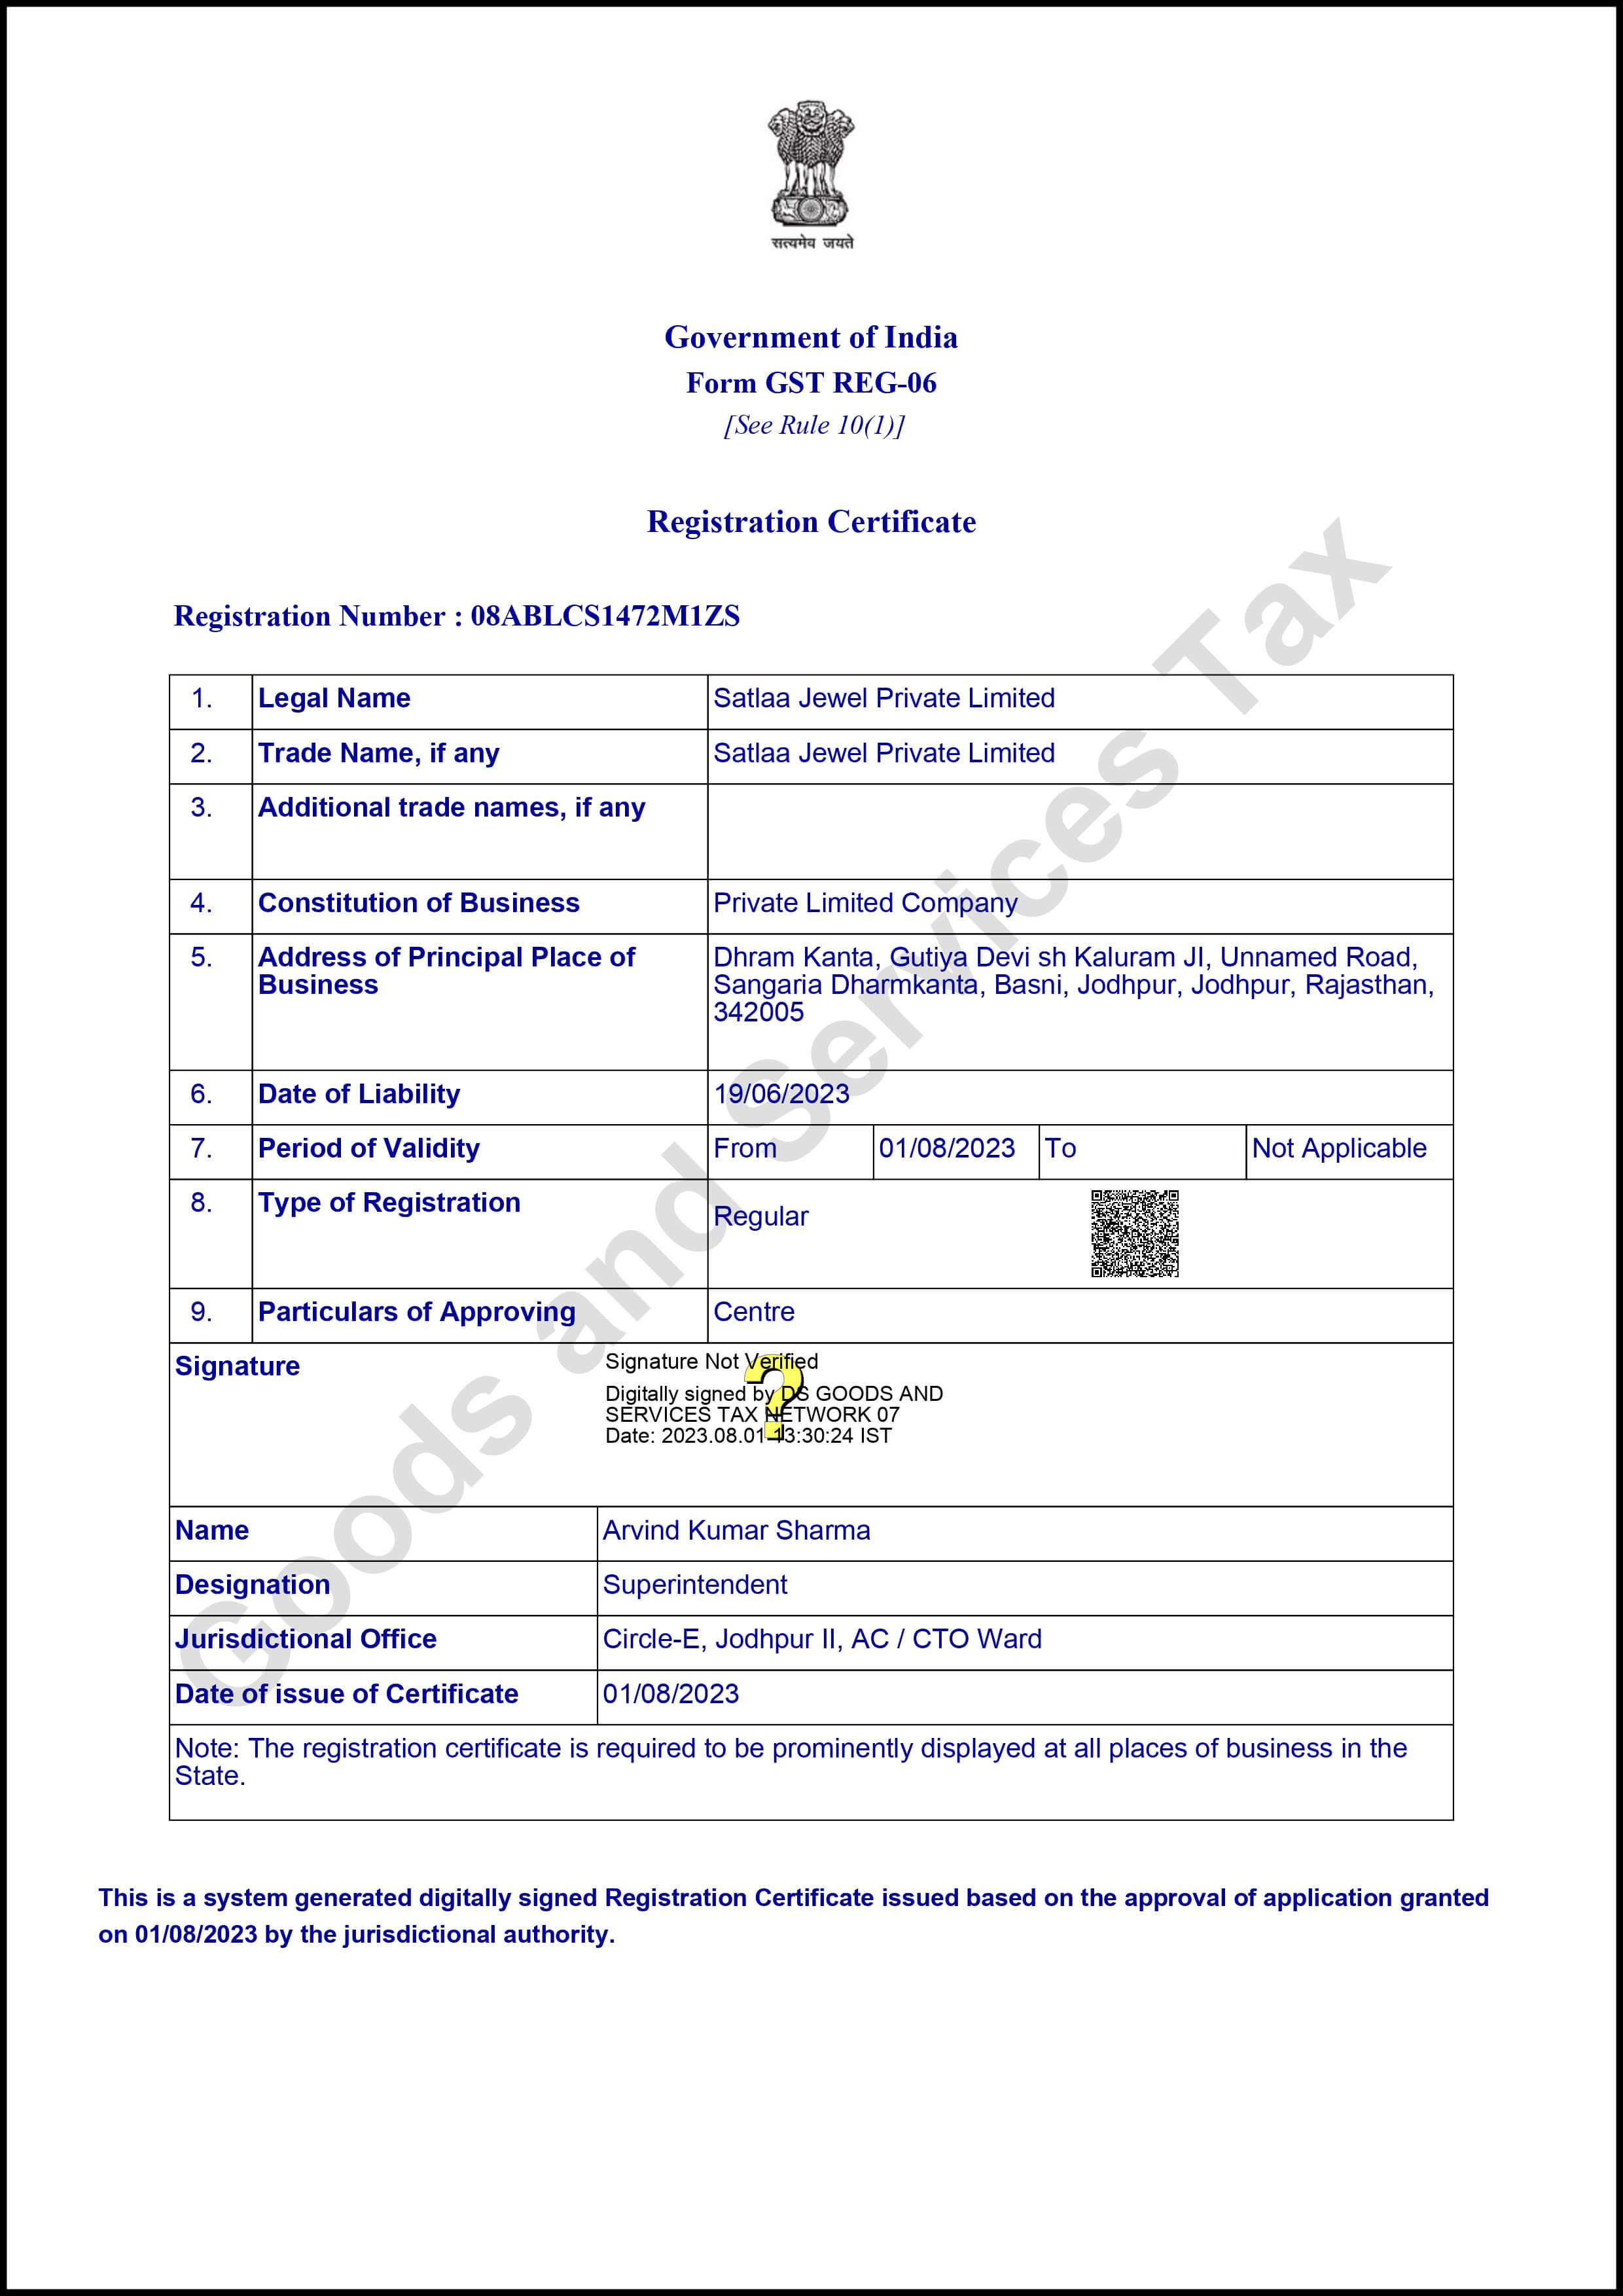 सत्यमेव जयते
Government of India
Form GST REG-06
[See Rule 10(1)]
Registration Certificate
Registration Number : 08ABLCS1472M1ZS
1. Legal Name Satlaa Jewel Private Limited
2. Trade Name, if any Satlaa Jewel Private Limited
3. Additional trade names, if any
4. Constitution of Business Private Limited Company
5. Address of Principal Place of Business Dhram Kanta, Gutiya Devi sh Kaluram JI, Unnamed Road,
Sangaria Dharmkanta, Basni, Jodhpur, Jodhpur, Rajasthan,
342005
6. Date of Liability 19/06/2023
7. Period of Validity From 01/08/2023 To Not Applicable
8. Type of Registration Regular
9. Particulars of Approving Centre
Signature
Signature Not Verified
Digitally signed by DS GOODS AND
SERVICES TAX NETWORK 07
Date: 2023.08.01 13:30:24 IST
Name Arvind Kumar Sharma
Designation Superintendent
Jurisdictional Office Circle-E, Jodhpur II, AC / CTO Ward
Date of issue of Certificate 01/08/2023
Note: The registration certificate is required to be prominently displayed at all places of business in the
State.
This is a system generated digitally signed Registration Certificate issued based on the approval of application granted
on 01/08/2023 by the jurisdictional authority.
Goods and Services Tax